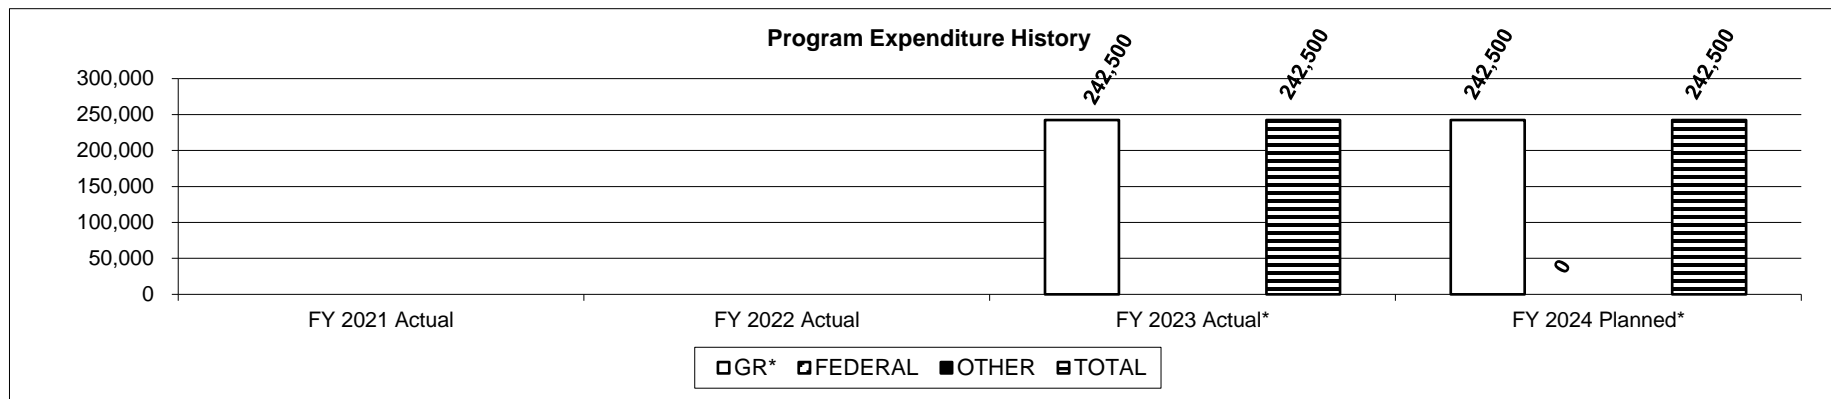 Program Expenditure History
242,500
242,500
242,500
242,500
300,000
250,000
200,000
150,000
100,000
50,000
0
0
FY 2021 Actual
FY 2022 Actual
FY 2023 Actual*
FY 2024 Planned*
GR*
FEDERAL
OTHER
TOTAL